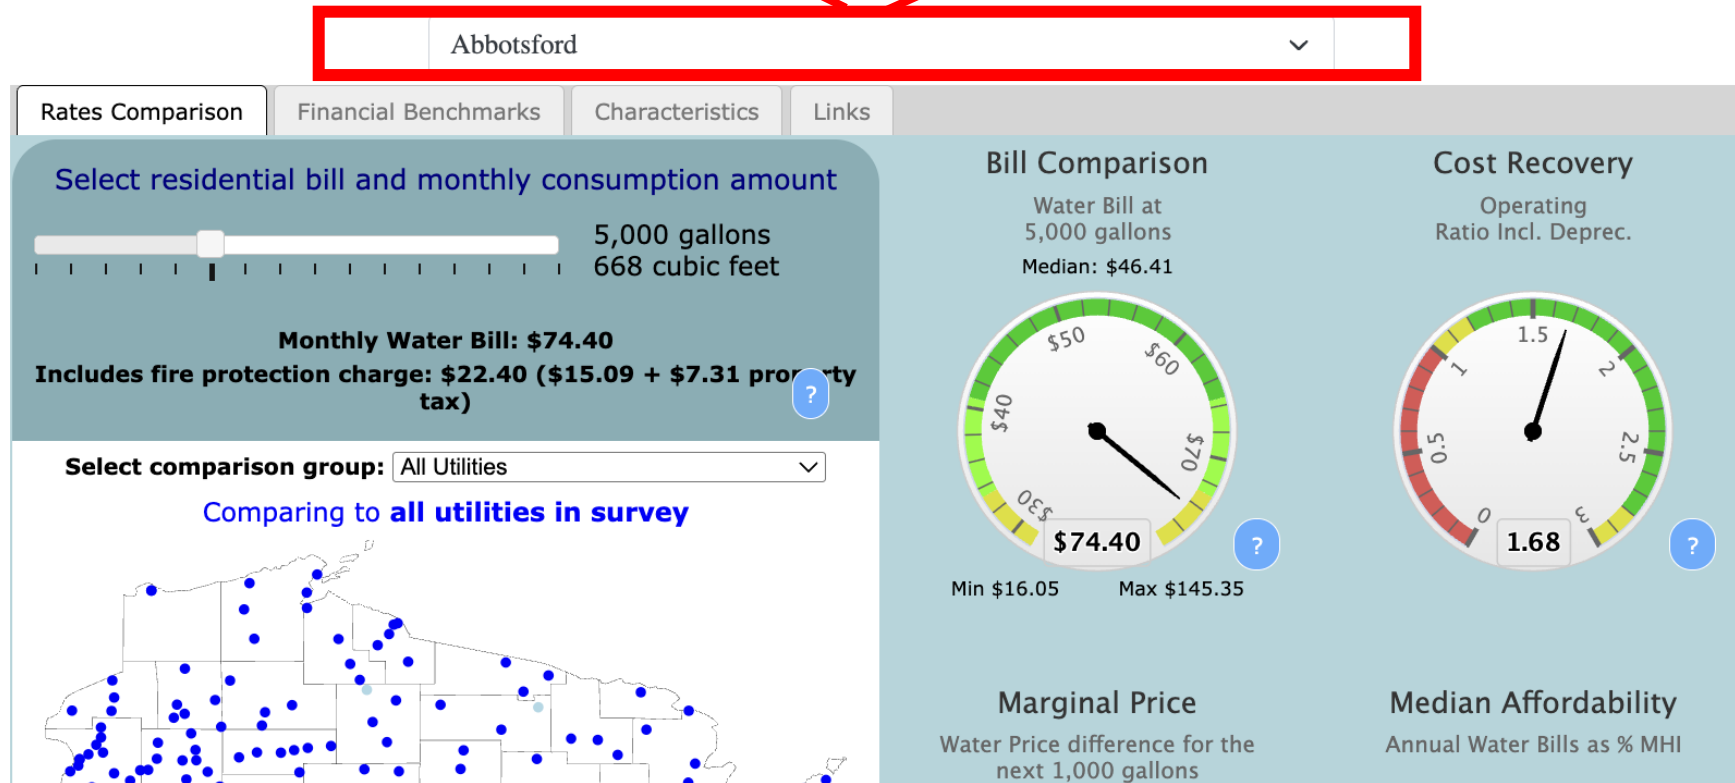 Abbotsford
Rates Comparison
Financial Benchmarks
Characteristics
Links
Select residential bill and monthly consumption amount
5,000 gallons
668 cubic feet
Monthly Water Bill: $74.40
Includes fire protection charge: $22.40 ($15.09 + $7.31 property
tax)
?
Select comparison group: All Utilities
Comparing to all utilities in survey
Bill Comparison
Water Bill at
5,000 gallons
Median: $46.41
$30
$40
$50
$60
$70
$74.40
?
Min $16.05
Max $145.35
Cost Recovery
Operating
Ratio Incl. Deprec.
0
0.5
1
1.5
2
2.5
3
1.68
?
Marginal Price
Water Price difference for the
next 1,000 gallons
Median Affordability
Annual Water Bills as % MHI